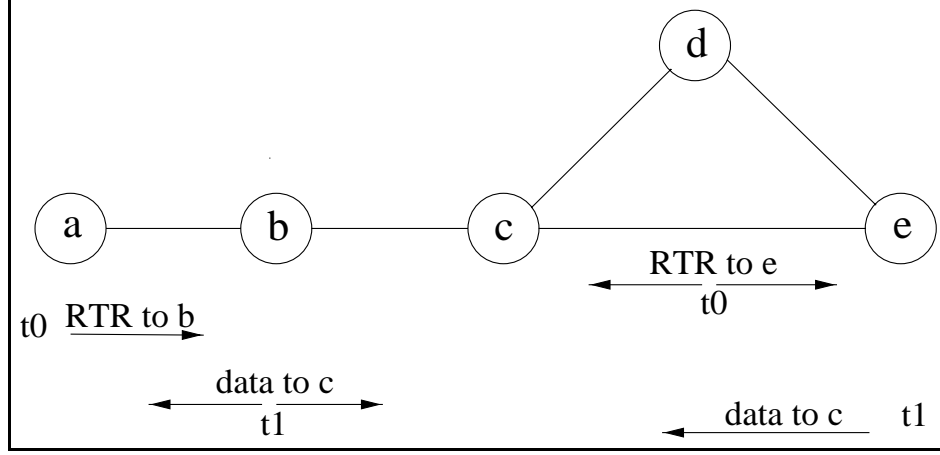 d
a
b
c
e
RTR to e
t0
t0 RTR to b
data to c
t1
data to c t1